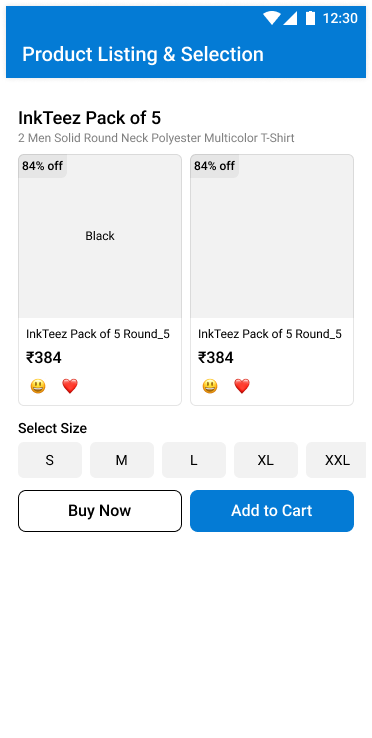 12:30
Product Listing & Selection
InkTeez Pack of 5
2 Men Solid Round Neck Polyester Multicolor T-Shirt
84% off
Black
InkTeez Pack of 5 Round_5
₹384
😃 ❤️
84% off
InkTeez Pack of 5 Round_5
₹384
😃 ❤️
Select Size
S M L XL XXL
Buy Now Add to Cart